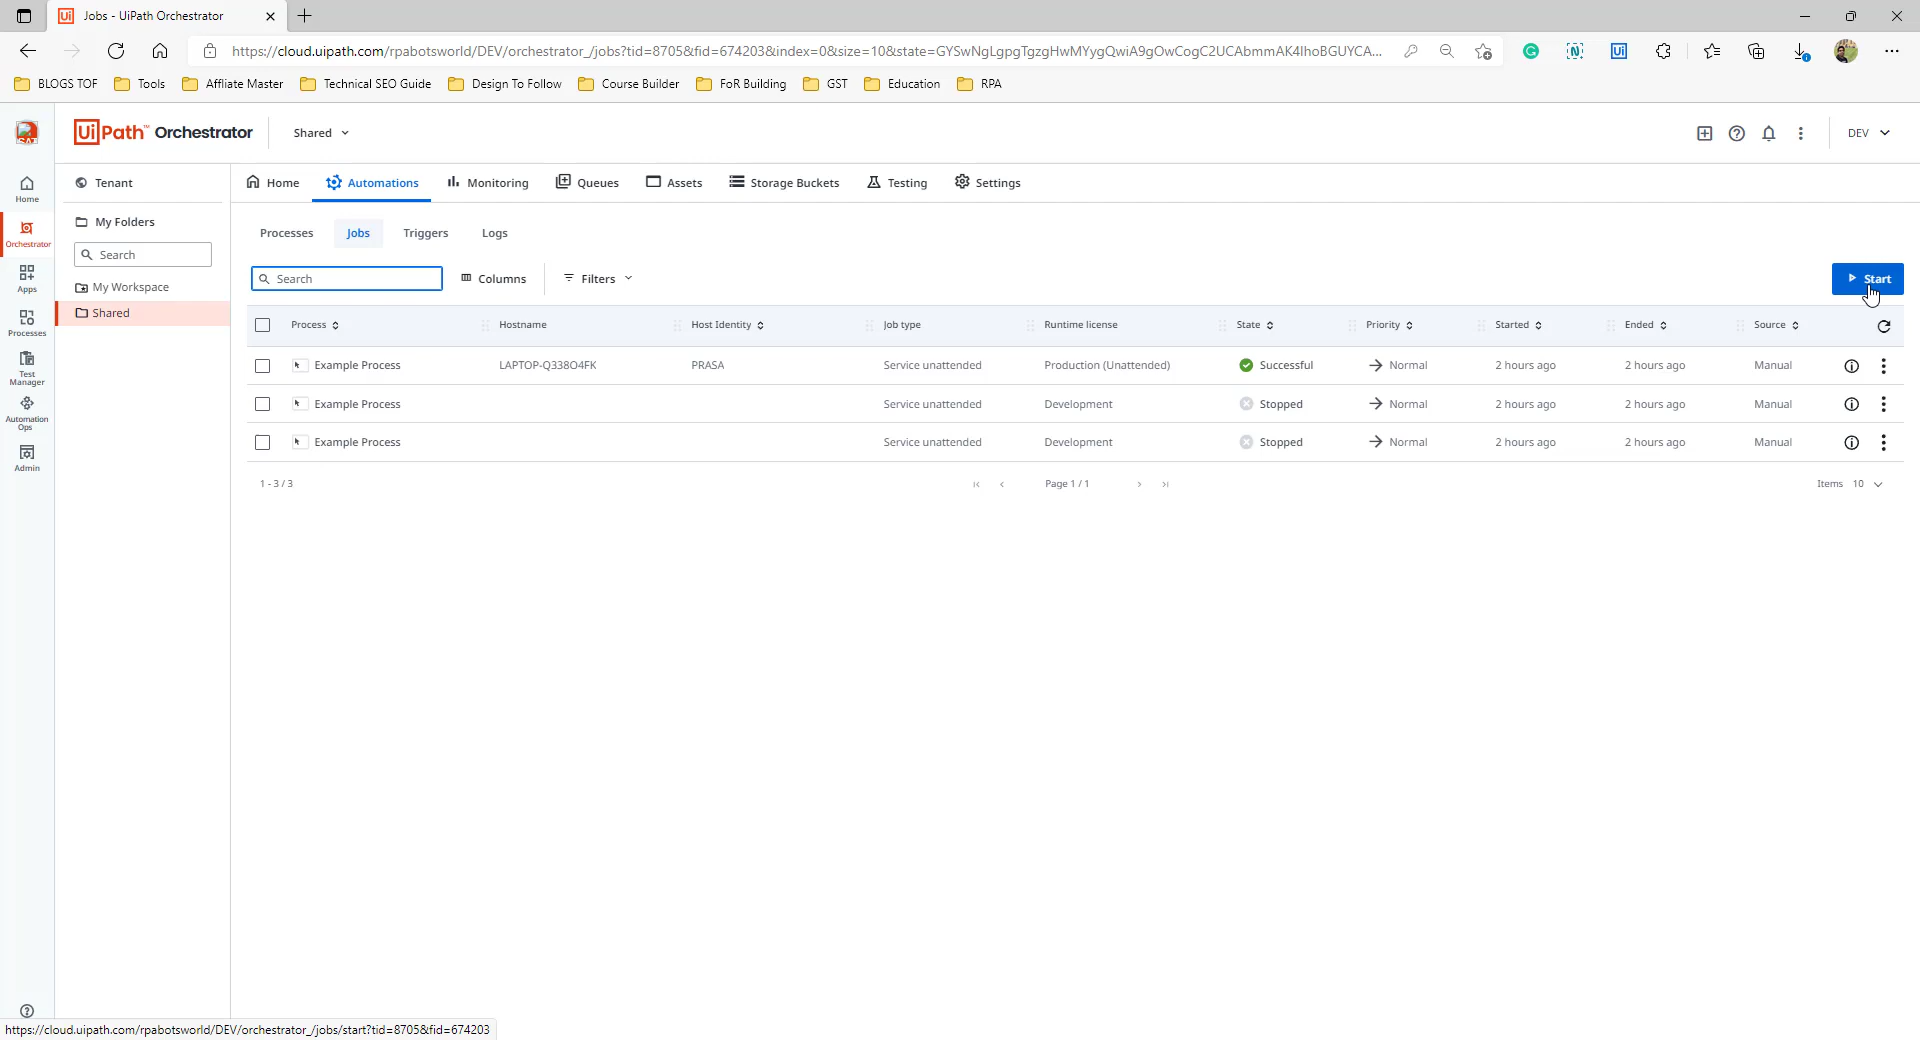 Jobs - UiPath Orchestrator
https://cloud.uipath.com/rpabotsworld/DEV/orchestrator_/jobs?tid=8705&fid=674203&index=0&size=10&state=GYSwNgLgpgTgzgHwMYygQwiA9gOwCogC2UCAbmmAK4IhoBGUYCA...
BLOGS TOF Tools Affliate Master Technical SEO Guide Design To Follow Course Builder FoR Building GST Education RPA
UiPath™ Orchestrator Shared DEV
Tenant Home Automations Monitoring Queues Assets Storage Buckets Testing Settings
Home
My Folders
Orchestrator
Processes Jobs Triggers Logs
Search
Search Columns Filters Start
Apps
My Workspace
Shared
Processes
Process Hostname Host Identity Job type Runtime license State Priority Started Ended Source
Example Process LAPTOP-Q338O4FK PRASA Service unattended Production (Unattended) Successful Normal 2 hours ago 2 hours ago Manual
Test Manager
Example Process Service unattended Development Stopped Normal 2 hours ago 2 hours ago Manual
Automation Ops
Example Process Service unattended Development Stopped Normal 2 hours ago 2 hours ago Manual
Admin
1 - 3 / 3 Page 1 / 1 Items 10
https://cloud.uipath.com/rpabotsworld/DEV/orchestrator_/jobs/start?tid=8705&fid=674203